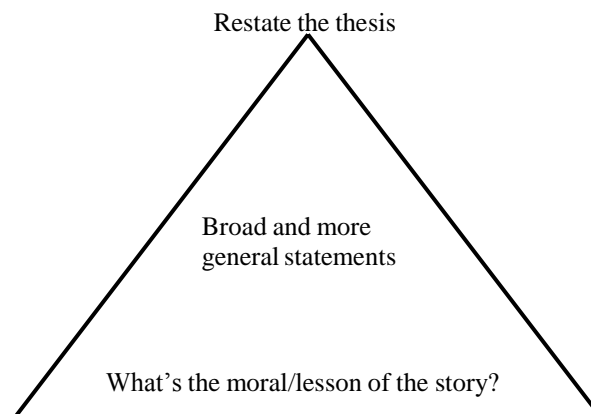 Restate the thesis
Broad and more
general statements
What’s the moral/lesson of the story?